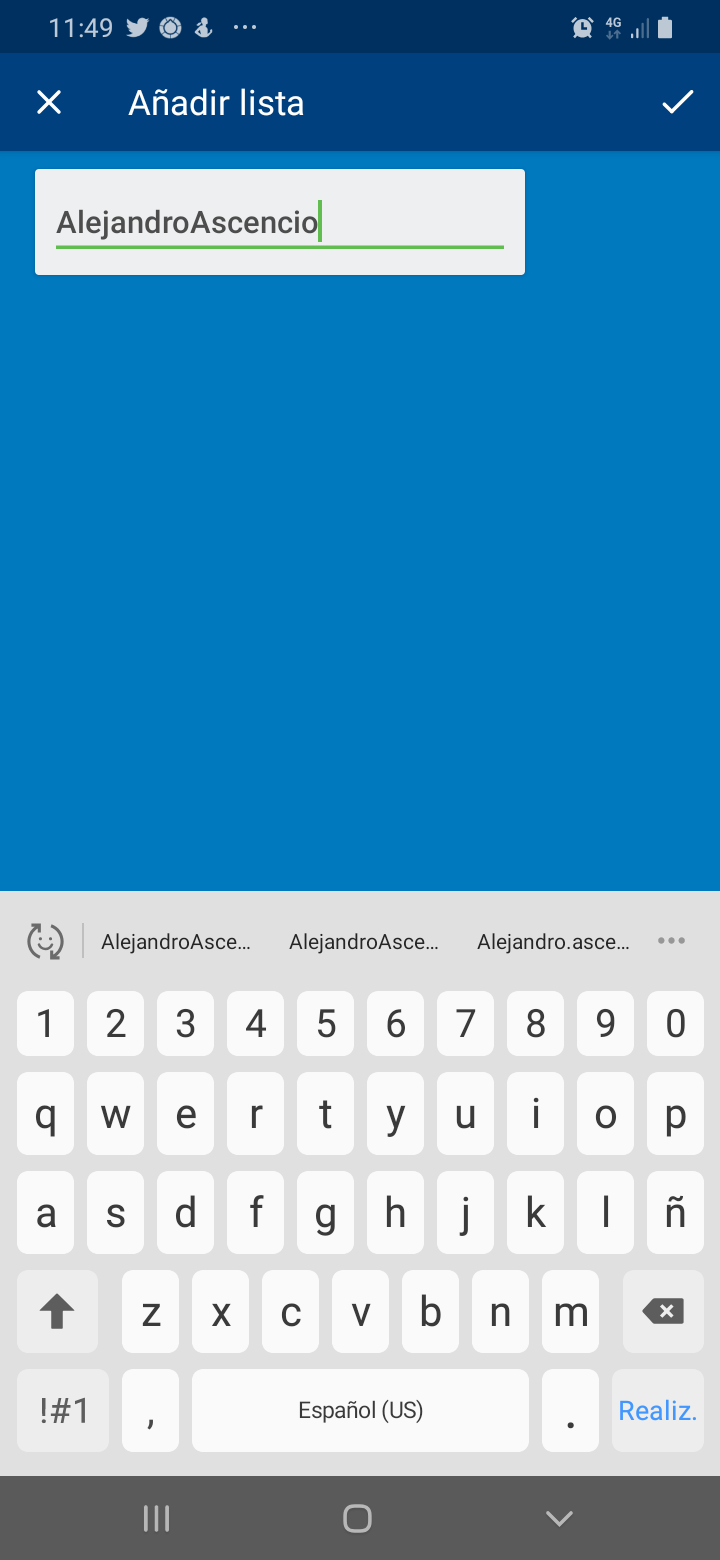 11:49 4G
Añadir lista
AlejandroAscencio
AlejandroAsce... AlejandroAsce... Alejandro.asce...
1 2 3 4 5 6 7 8 9 0
q w e r t y u i o p
a s d f g h j k l ñ
z x c v b n m
!#1 , Español (US) . Realiz.